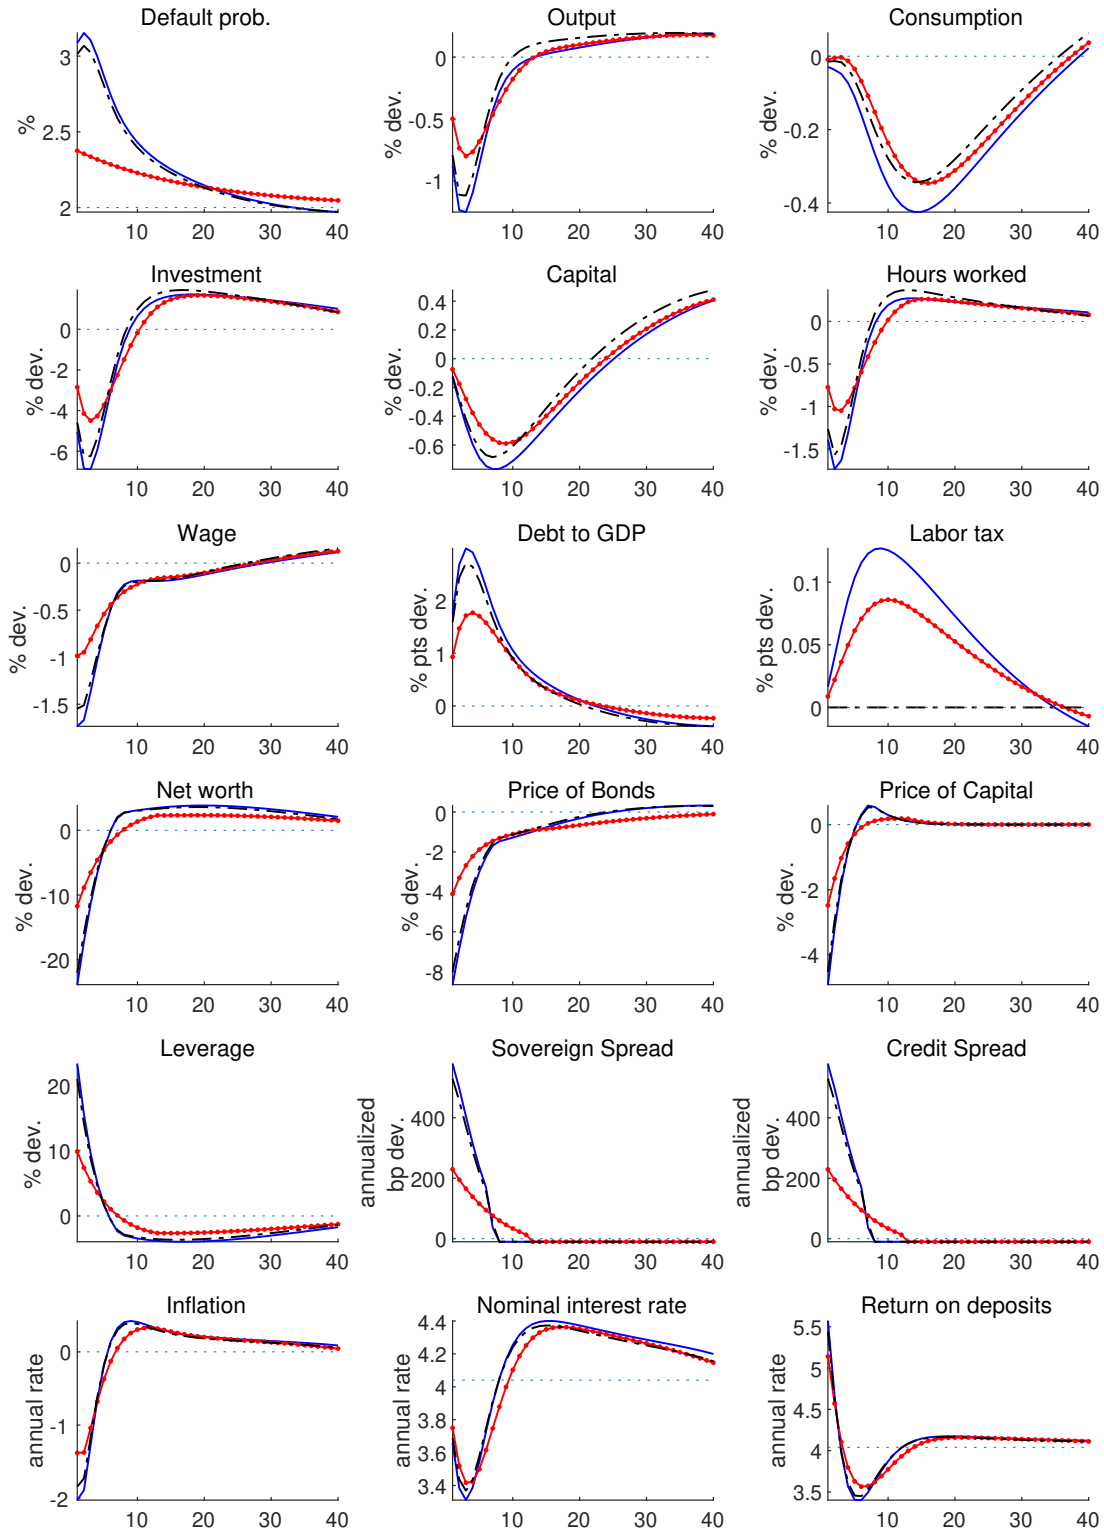 Default prob.
Output
Consumption
%
3
2.5
2
10 20 30 40
% dev.
0
-0.5
-1
10 20 30 40
% dev.
0
-0.2
-0.4
10 20 30 40
Investment
Capital
Hours worked
% dev.
0
-2
-4
-6
10 20 30 40
% dev.
0.4
0.2
0
-0.2
-0.4
-0.6
10 20 30 40
% dev.
0
-0.5
-1
-1.5
10 20 30 40
Wage
Debt to GDP
Labor tax
% dev.
0
-0.5
-1
-1.5
10 20 30 40
% pts dev.
2
1
0
10 20 30 40
% pts dev.
0.1
0.05
0
10 20 30 40
Net worth
Price of Bonds
Price of Capital
% dev.
0
-10
-20
10 20 30 40
% dev.
0
-2
-4
-6
-8
10 20 30 40
% dev.
0
-2
-4
10 20 30 40
Leverage
Sovereign Spread
Credit Spread
% dev.
20
10
0
10 20 30 40
annualized
bp dev.
400
200
0
10 20 30 40
annualized
bp dev.
400
200
0
10 20 30 40
Inflation
Nominal interest rate
Return on deposits
annual rate
0
-1
-2
10 20 30 40
annual rate
4.4
4.2
4
3.8
3.6
3.4
10 20 30 40
annual rate
5.5
5
4.5
4
3.5
10 20 30 40